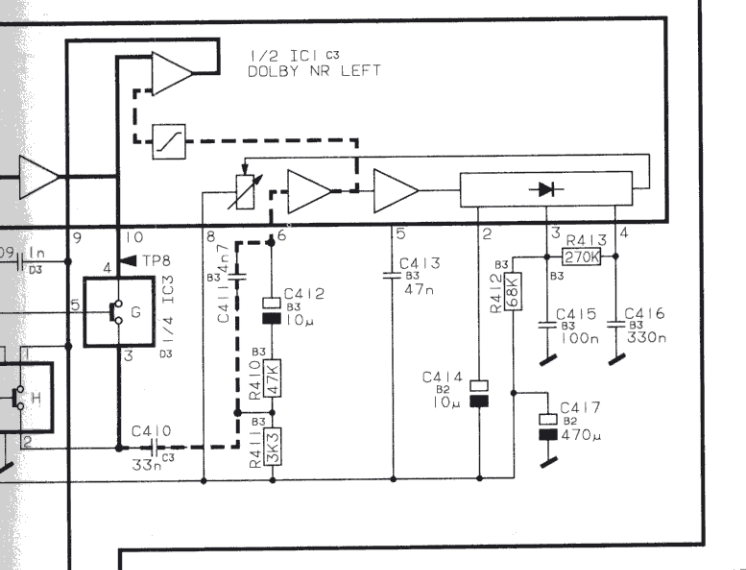 1/2 IC1 C3
DOLBY NR LEFT
9
10
8
6
5
2
3
4
1n
D3
4
TP8
5
G
1/4 IC3
D3
3
1
H
2
C410
33n C3
C411 4n7
B3
C412
B3
10µ
R410
47K
B3
R411
3K3
B3
C413
B3
47n
C414
B2
10µ
R412
68K
B3
R413
270K
B3
C415
B3
100n
C416
B3
330n
C417
B2
470µ